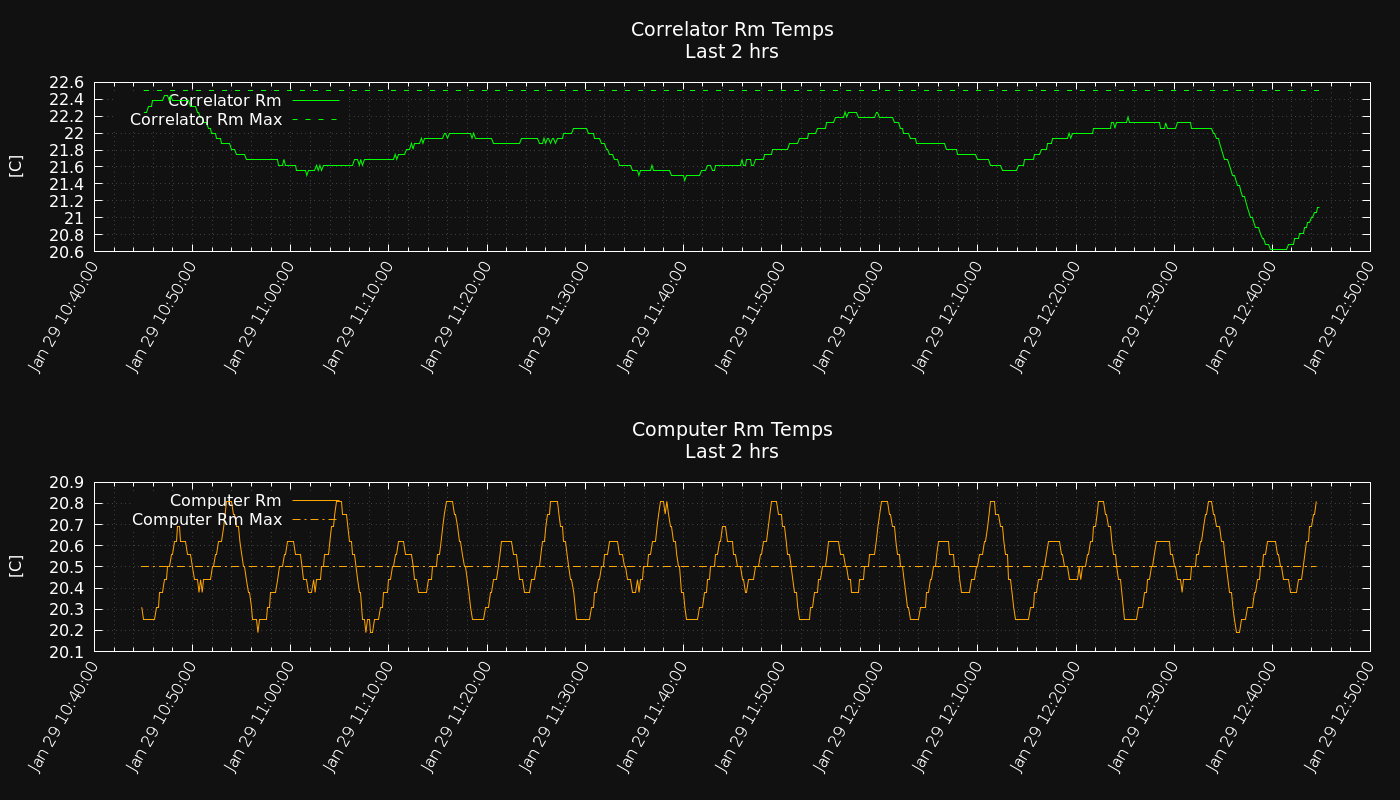 Correlator Rm Temps
Last 2 hrs
22.6
22.4
22.2
22
21.8
21.6
21.4
21.2
21
20.8
20.6
[C]
Correlator Rm
Correlator Rm Max
Jan 29 10:40:00
Jan 29 10:50:00
Jan 29 11:00:00
Jan 29 11:10:00
Jan 29 11:20:00
Jan 29 11:30:00
Jan 29 11:40:00
Jan 29 11:50:00
Jan 29 12:00:00
Jan 29 12:10:00
Jan 29 12:20:00
Jan 29 12:30:00
Jan 29 12:40:00
Jan 29 12:50:00
Computer Rm Temps
Last 2 hrs
20.9
20.8
20.7
20.6
20.5
20.4
20.3
20.2
20.1
[C]
Computer Rm
Computer Rm Max
Jan 29 10:40:00
Jan 29 10:50:00
Jan 29 11:00:00
Jan 29 11:10:00
Jan 29 11:20:00
Jan 29 11:30:00
Jan 29 11:40:00
Jan 29 11:50:00
Jan 29 12:00:00
Jan 29 12:10:00
Jan 29 12:20:00
Jan 29 12:30:00
Jan 29 12:40:00
Jan 29 12:50:00